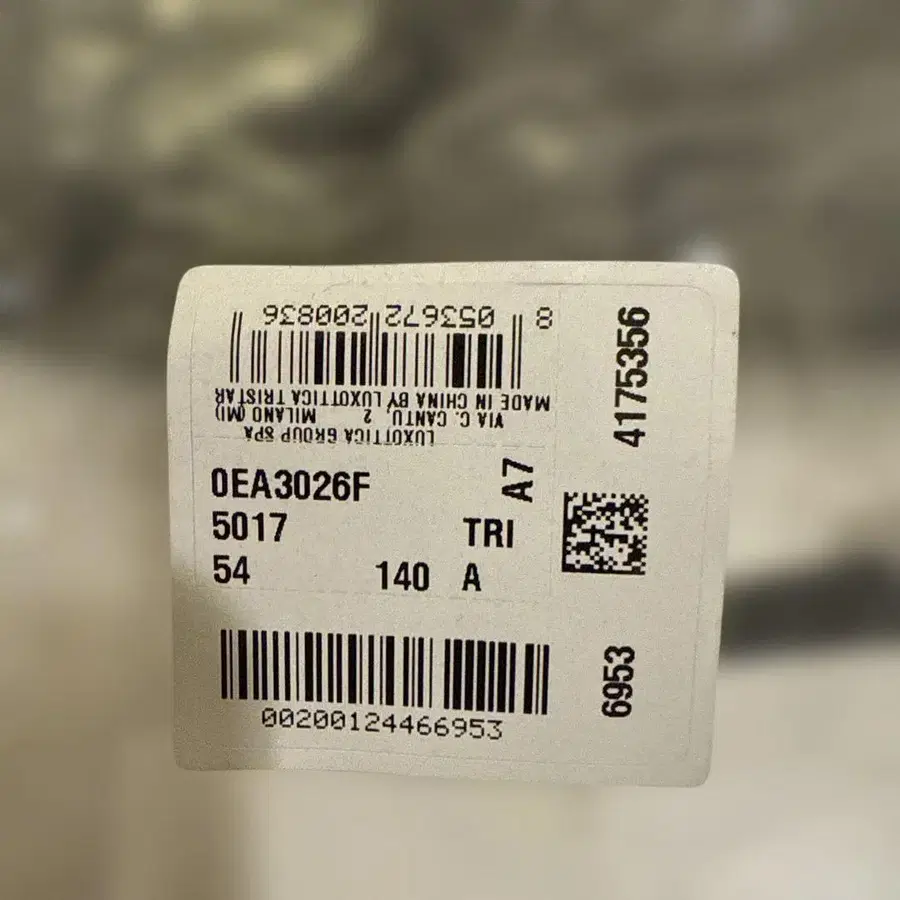 8 053672 200836
MADE IN CHINA BY LUXOTTICA TRISTAR
VIA C. CANTU, 2 MILANO (MI)
LUXOTTICA GROUP SPA
0EA3026F A7
5017 TRI
54 140 A
00200124466953
4175356
6953